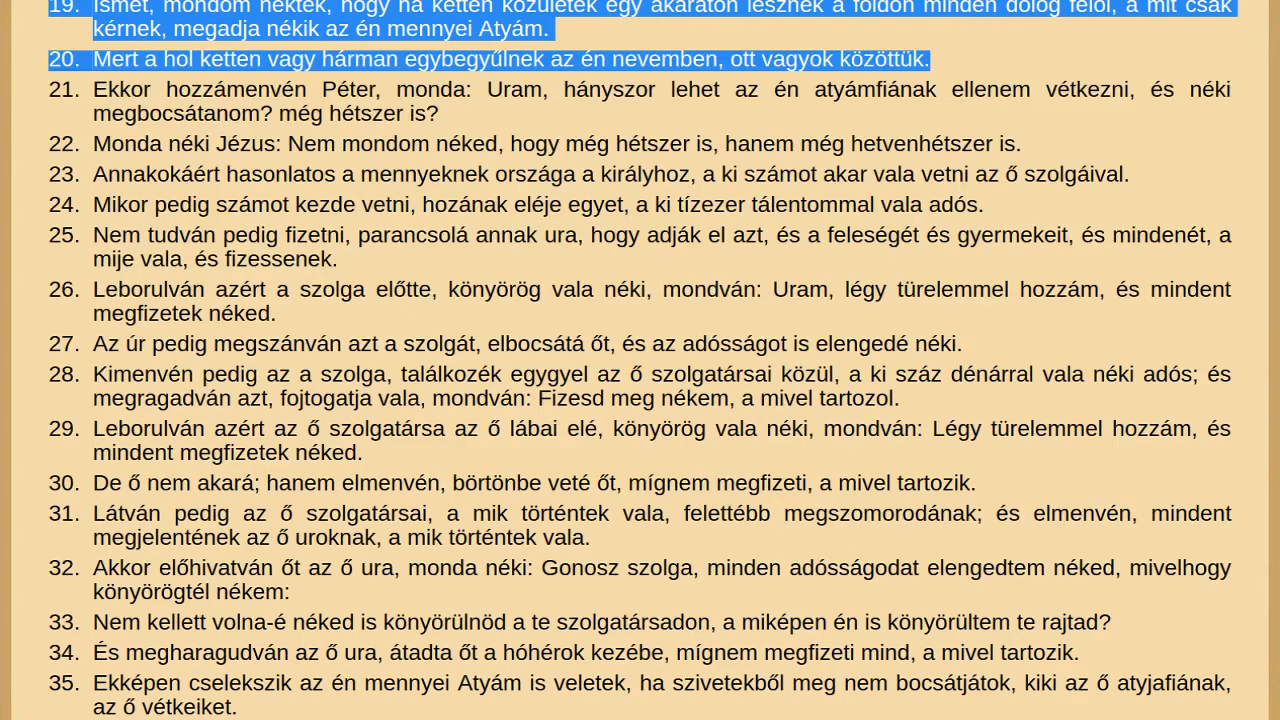 19. Ismét, mondom néktek, hogy ha ketten közületek egy akaraton lesznek a földön minden dolog felől, a mit csak
kérnek, megadja nékik az én mennyei Atyám.
20. Mert a hol ketten vagy hárman egybegyűlnek az én nevemben, ott vagyok közöttük.
21. Ekkor hozzámenvén Péter, monda: Uram, hányszor lehet az én atyámfiának ellenem vétkezni, és néki
megbocsátanom? még hétszer is?
22. Monda néki Jézus: Nem mondom néked, hogy még hétszer is, hanem még hetvenhétszer is.
23. Annakokáért hasonlatos a mennyeknek országa a királyhoz, a ki számot akar vala vetni az ő szolgáival.
24. Mikor pedig számot kezde vetni, hozának eléje egyet, a ki tízezer tálentommal vala adós.
25. Nem tudván pedig fizetni, parancsolá annak ura, hogy adják el azt, és a feleségét és gyermekeit, és mindenét, a
mije vala, és fizessenek.
26. Leborulván azért a szolga előtte, könyörög vala néki, mondván: Uram, légy türelemmel hozzám, és mindent
megfizetek néked.
27. Az úr pedig megszánván azt a szolgát, elbocsátá őt, és az adósságot is elengedé néki.
28. Kimenvén pedig az a szolga, találkozék egygyel az ő szolgatársai közül, a ki száz dénárral vala néki adós; és
megragadván azt, fojtogatja vala, mondván: Fizesd meg nékem, a mivel tartozol.
29. Leborulván azért az ő szolgatársa az ő lábai elé, könyörög vala néki, mondván: Légy türelemmel hozzám, és
mindent megfizetek néked.
30. De ő nem akará; hanem elmenvén, börtönbe veté őt, mígnem megfizeti, a mivel tartozik.
31. Látván pedig az ő szolgatársai, a mik történtek vala, felettébb megszomorodának; és elmenvén, mindent
megjelentének az ő uroknak, a mik történtek vala.
32. Akkor előhivatván őt az ő ura, monda néki: Gonosz szolga, minden adósságodat elengedtem néked, mivelhogy
könyörögtél nékem:
33. Nem kellett volna-é néked is könyörülnöd a te szolgatársadon, a miképen én is könyörültem te rajtad?
34. És megharagudván az ő ura, átadta őt a hóhérok kezébe, mígnem megfizeti mind, a mivel tartozik.
35. Ekképen cselekszik az én mennyei Atyám is veletek, ha szivetekből meg nem bocsátjátok, kiki az ő atyjafiának,
az ő vétkeiket.